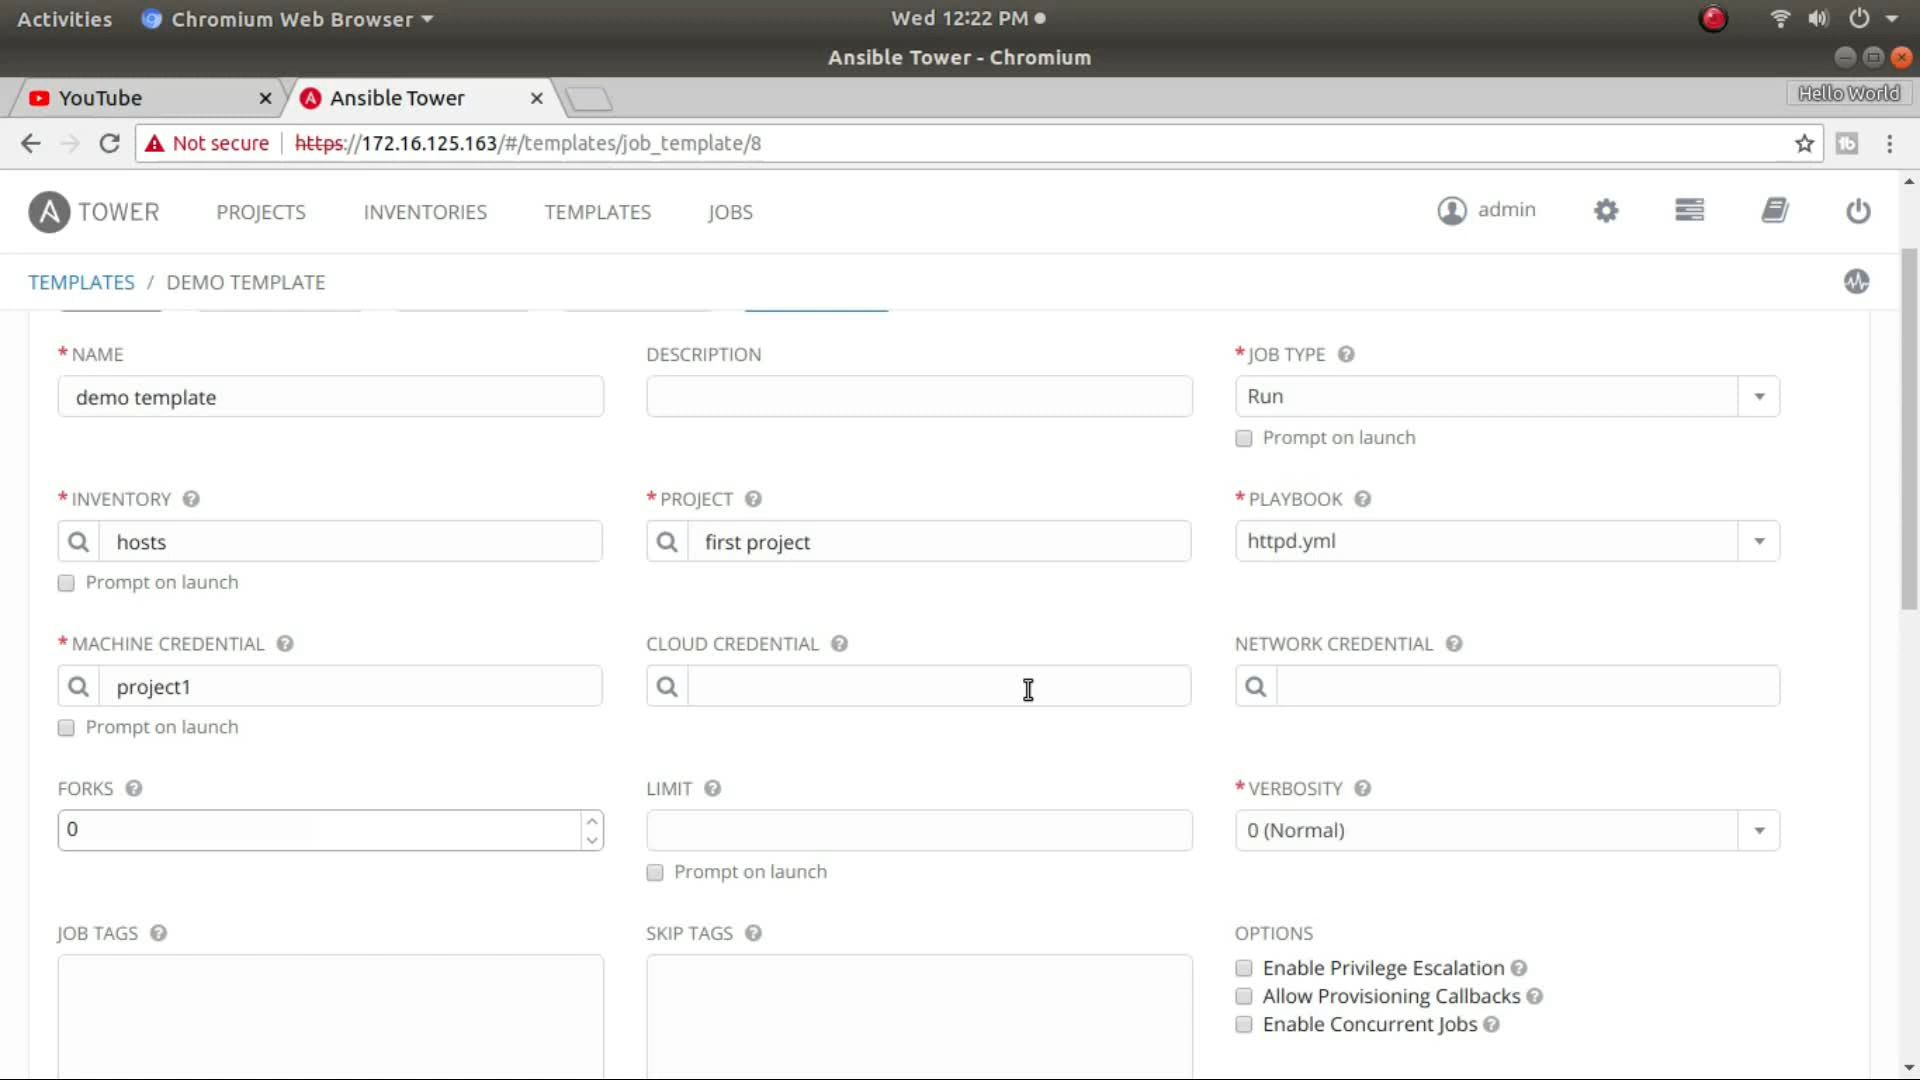 Activities Chromium Web Browser Wed 12:22 PM
Ansible Tower - Chromium
YouTube Ansible Tower Hello World
Not secure https://172.16.125.163/#/templates/job_template/8
A TOWER PROJECTS INVENTORIES TEMPLATES JOBS admin
TEMPLATES / DEMO TEMPLATE
* NAME DESCRIPTION * JOB TYPE ?
demo template Run
Prompt on launch
* INVENTORY ? * PROJECT ? * PLAYBOOK ?
hosts first project httpd.yml
Prompt on launch
* MACHINE CREDENTIAL ? CLOUD CREDENTIAL ? NETWORK CREDENTIAL ?
project1
Prompt on launch
FORKS ? LIMIT ? * VERBOSITY ?
0 0 (Normal)
Prompt on launch
JOB TAGS ? SKIP TAGS ? OPTIONS
Enable Privilege Escalation ?
Allow Provisioning Callbacks ?
Enable Concurrent Jobs ?